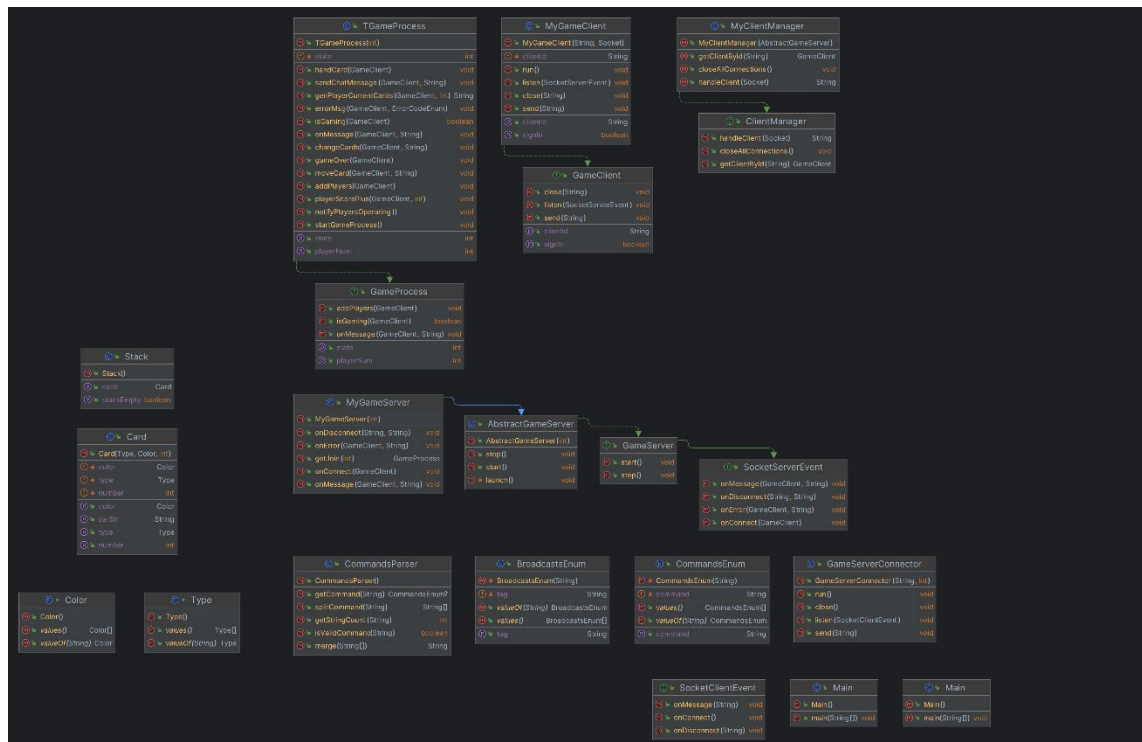 TGameProcess
TGameProcess(int)
state int
handCard(GameClient) void
sendChatMessage(GameClient, String) void
genPlayerCurrentCards(GameClient, int) String
errorMsg(GameClient, ErrorCodeEnum) void
isGaming(GameClient) boolean
onMessage(GameClient, String) void
changeCards(GameClient, String) void
gameOver(GameClient) void
moveCard(GameClient, String) void
addPlayers(GameClient) void
playerScorePlus(GameClient, int) void
notifyPlayersOperating() void
startGameProcess() void
state int
playerNum int
MyGameClient
MyGameClient(String, Socket)
clientId String
run() void
listen(SocketServerEvent) void
close(String) void
send(String) void
clientId String
signIn boolean
MyClientManager
MyClientManager(AbstractGameServer)
getClientById(String) GameClient
closeAllConnections() void
handleClient(Socket) String
ClientManager
handleClient(Socket) String
closeAllConnections() void
getClientById(String) GameClient
GameClient
close(String) void
listen(SocketServerEvent) void
send(String) void
clientId String
signIn boolean
GameProcess
addPlayers(GameClient) void
isGaming(GameClient) boolean
onMessage(GameClient, String) void
state int
playerNum int
Stack
Stack()
card Card
stackEmpty boolean
Card
Card(Type, Color, int)
color Color
type Type
number int
color Color
carStr String
type Type
number int
MyGameServer
MyGameServer(int)
onDisconnect(String, String) void
onError(GameClient, String) void
getJoin(int) GameProcess
onConnect(GameClient) void
onMessage(GameClient, String) void
AbstractGameServer
AbstractGameServer(int)
stop() void
start() void
launch() void
GameServer
start() void
stop() void
SocketServerEvent
onMessage(GameClient, String) void
onDisconnect(String, String) void
onError(GameClient, String) void
onConnect(GameClient) void
Color
Color()
values() Color[]
valueOf(String) Color
Type
Type()
values() Type[]
valueOf(String) Type
CommandsParser
CommandsParser()
getCommand(String) CommandsEnum?
splitCommand(String) String[]
getStringCount(String) int
isValidCommand(String) boolean
merge(String[]) String
BroadcastsEnum
BroadcastsEnum(String)
tag String
valueOf(String) BroadcastsEnum
values() BroadcastsEnum[]
tag String
CommandsEnum
CommandsEnum(String)
command String
values() CommandsEnum[]
valueOf(String) CommandsEnum
command String
GameServerConnector
GameServerConnector(String, int)
run() void
close() void
listen(SocketClientEvent) void
send(String) void
SocketClientEvent
onMessage(String) void
onConnect() void
onDisconnect(String) void
Main
Main()
main(String[]) void
Main
Main()
main(String[]) void